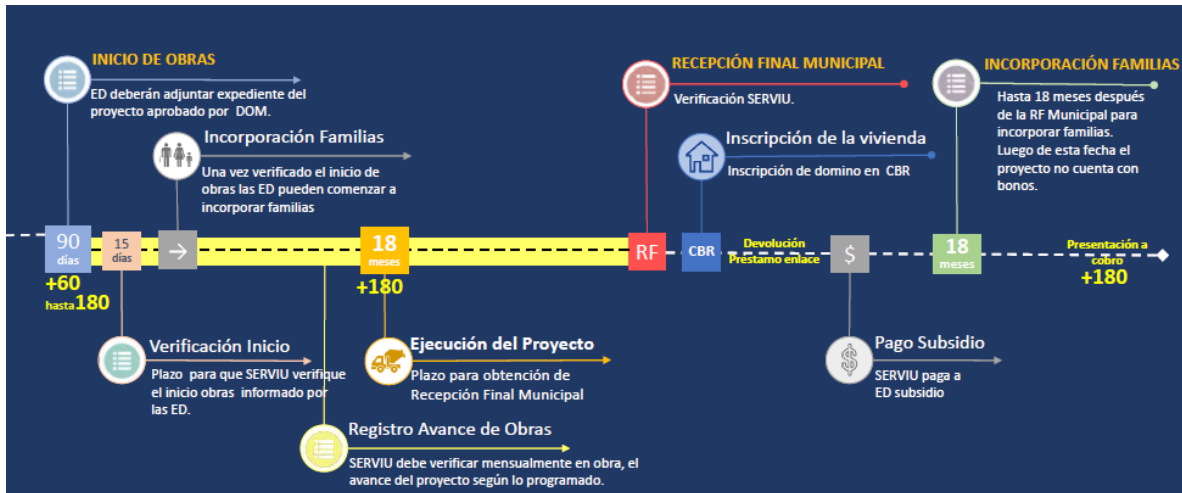 INICIO DE OBRAS
ED deberán adjuntar expediente del
proyecto aprobado por DOM.
Incorporación Familias
Una vez verificado el inicio de
obras las ED pueden comenzar a
incorporar familias
RECEPCIÓN FINAL MUNICIPAL
Verificación SERVIU.
Inscripción de la vivienda
Inscripción de domino en CBR
INCORPORACIÓN FAMILIAS
Hasta 18 meses después
de la RF Municipal para
incorporar familias.
Luego de esta fecha el
proyecto no cuenta con
bonos.
90
días
+60
hasta 180
15
días
18
meses
+180
RF
CBR
Devolución
Préstamo enlace
$
18
meses
Presentación a
cobro
+180
Verificación Inicio
Plazo para que SERVIU verifique
el inicio obras informado por
las ED.
Ejecución del Proyecto
Plazo para obtención de
Recepción Final Municipal
Registro Avance de Obras
SERVIU debe verificar mensualmente en obra, el
avance del proyecto según lo programado.
$
Pago Subsidio
SERVIU paga a
ED subsidio